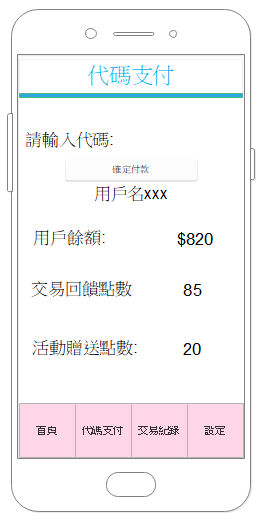 代碼支付
請輸入代碼:
確定付款
用戶名xxx
用戶餘額: $820
交易回饋點數 85
活動贈送點數: 20
首頁 代碼支付 交易紀錄 設定